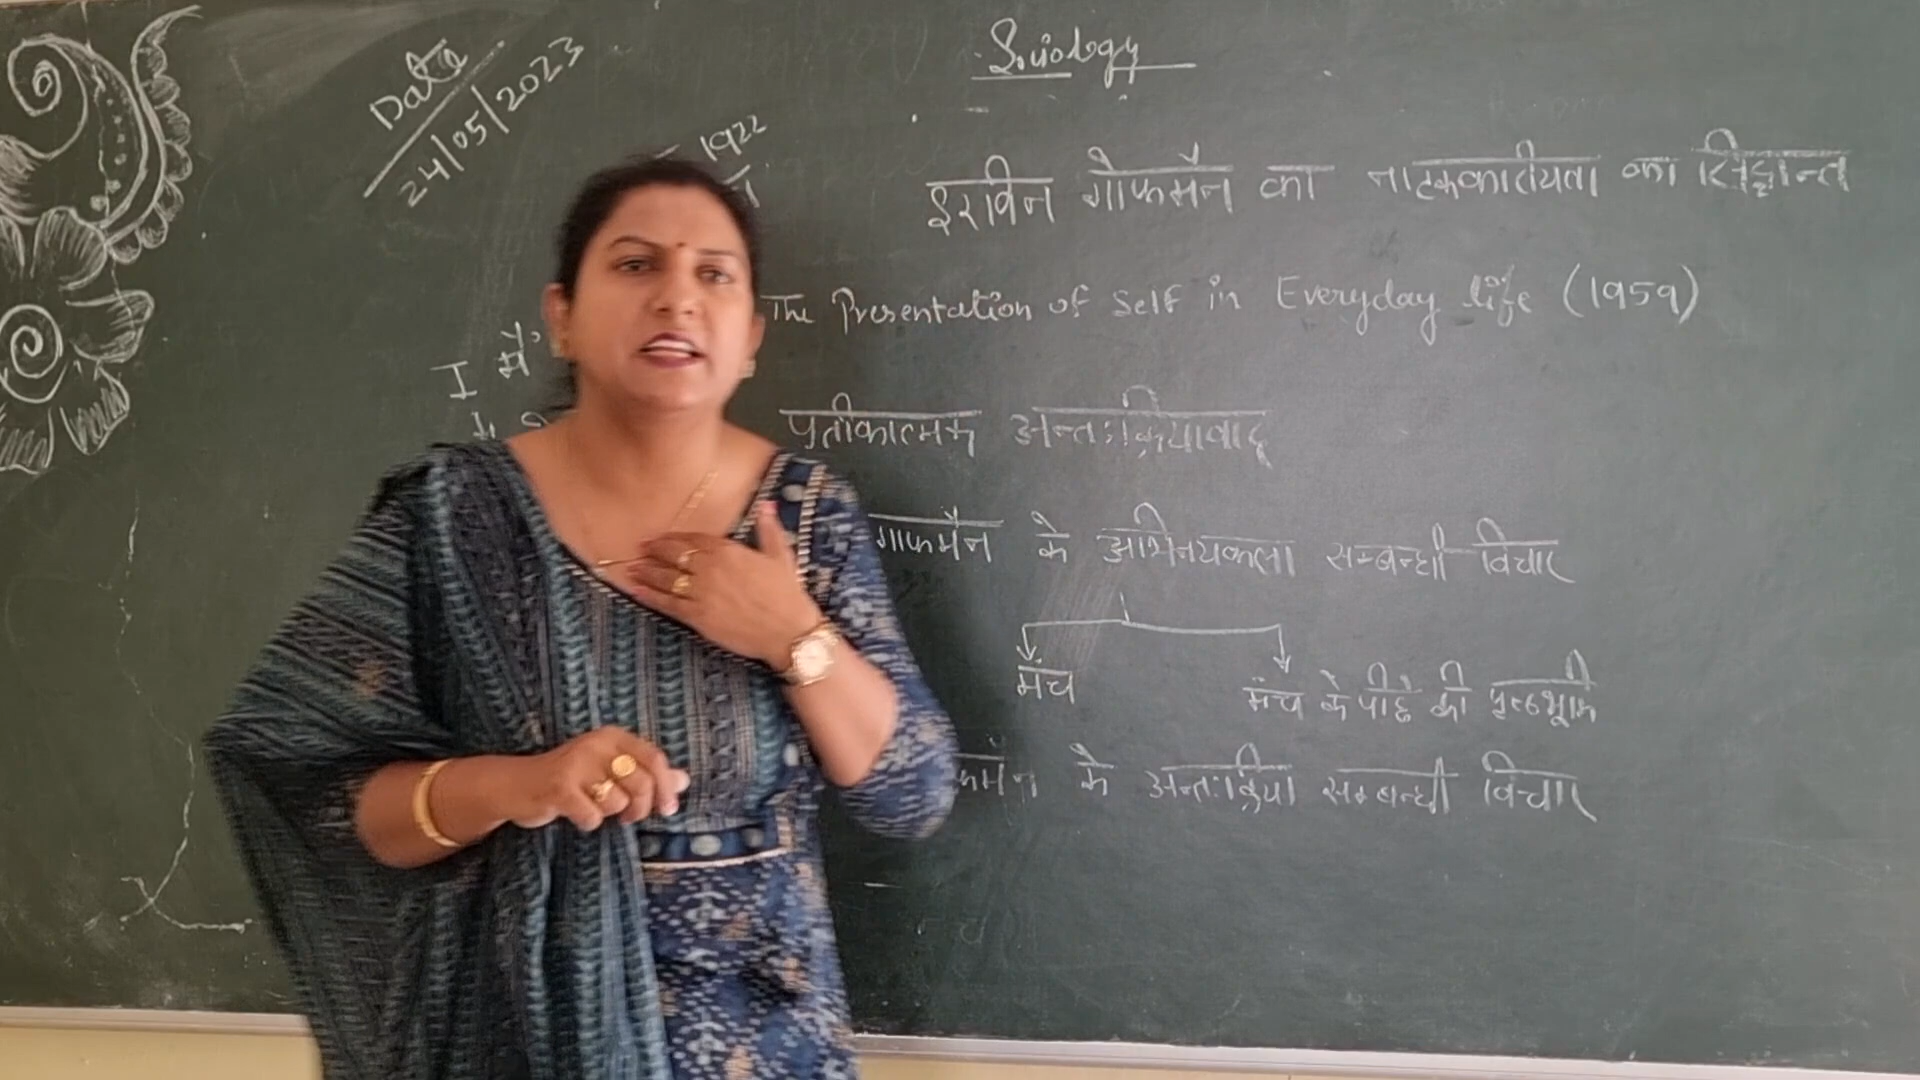 Sociology
Date
24/05/2023
1922
इरविन गोफमैन का नाटककारीयता का सिद्धान्त
The Presentation of Self in Everyday life (1959)
I में
प्रतीकात्मक अन्तःक्रियावाद
गाफमैन के अभिनयकला सम्बन्धी विचार
मंच
मंच के पीछे की पृष्ठभूमि
के अन्तःक्रिया सम्बन्धी विचार